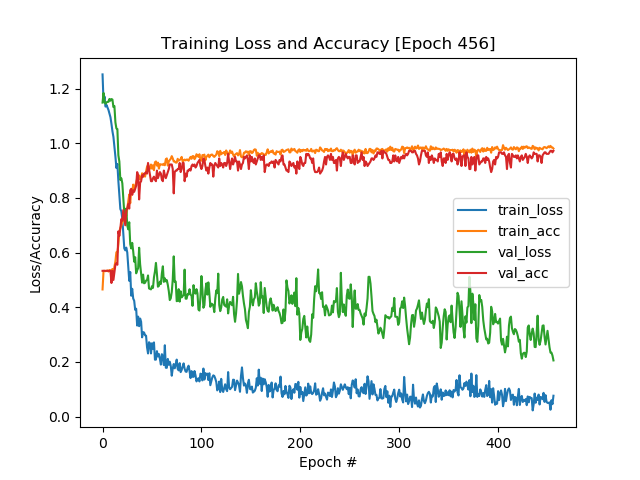 Training Loss and Accuracy [Epoch 456]
Loss/Accuracy
1.2
1.0
0.8
0.6
0.4
0.2
0.0
train_loss
train_acc
val_loss
val_acc
0 100 200 300 400
Epoch #